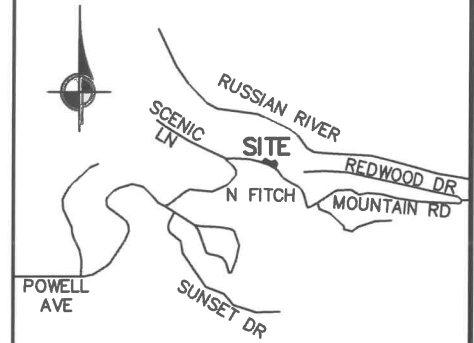 RUSSIAN RIVER
SCENIC
LN
SITE
REDWOOD DR
N FITCH
MOUNTAIN RD
POWELL
AVE
SUNSET DR